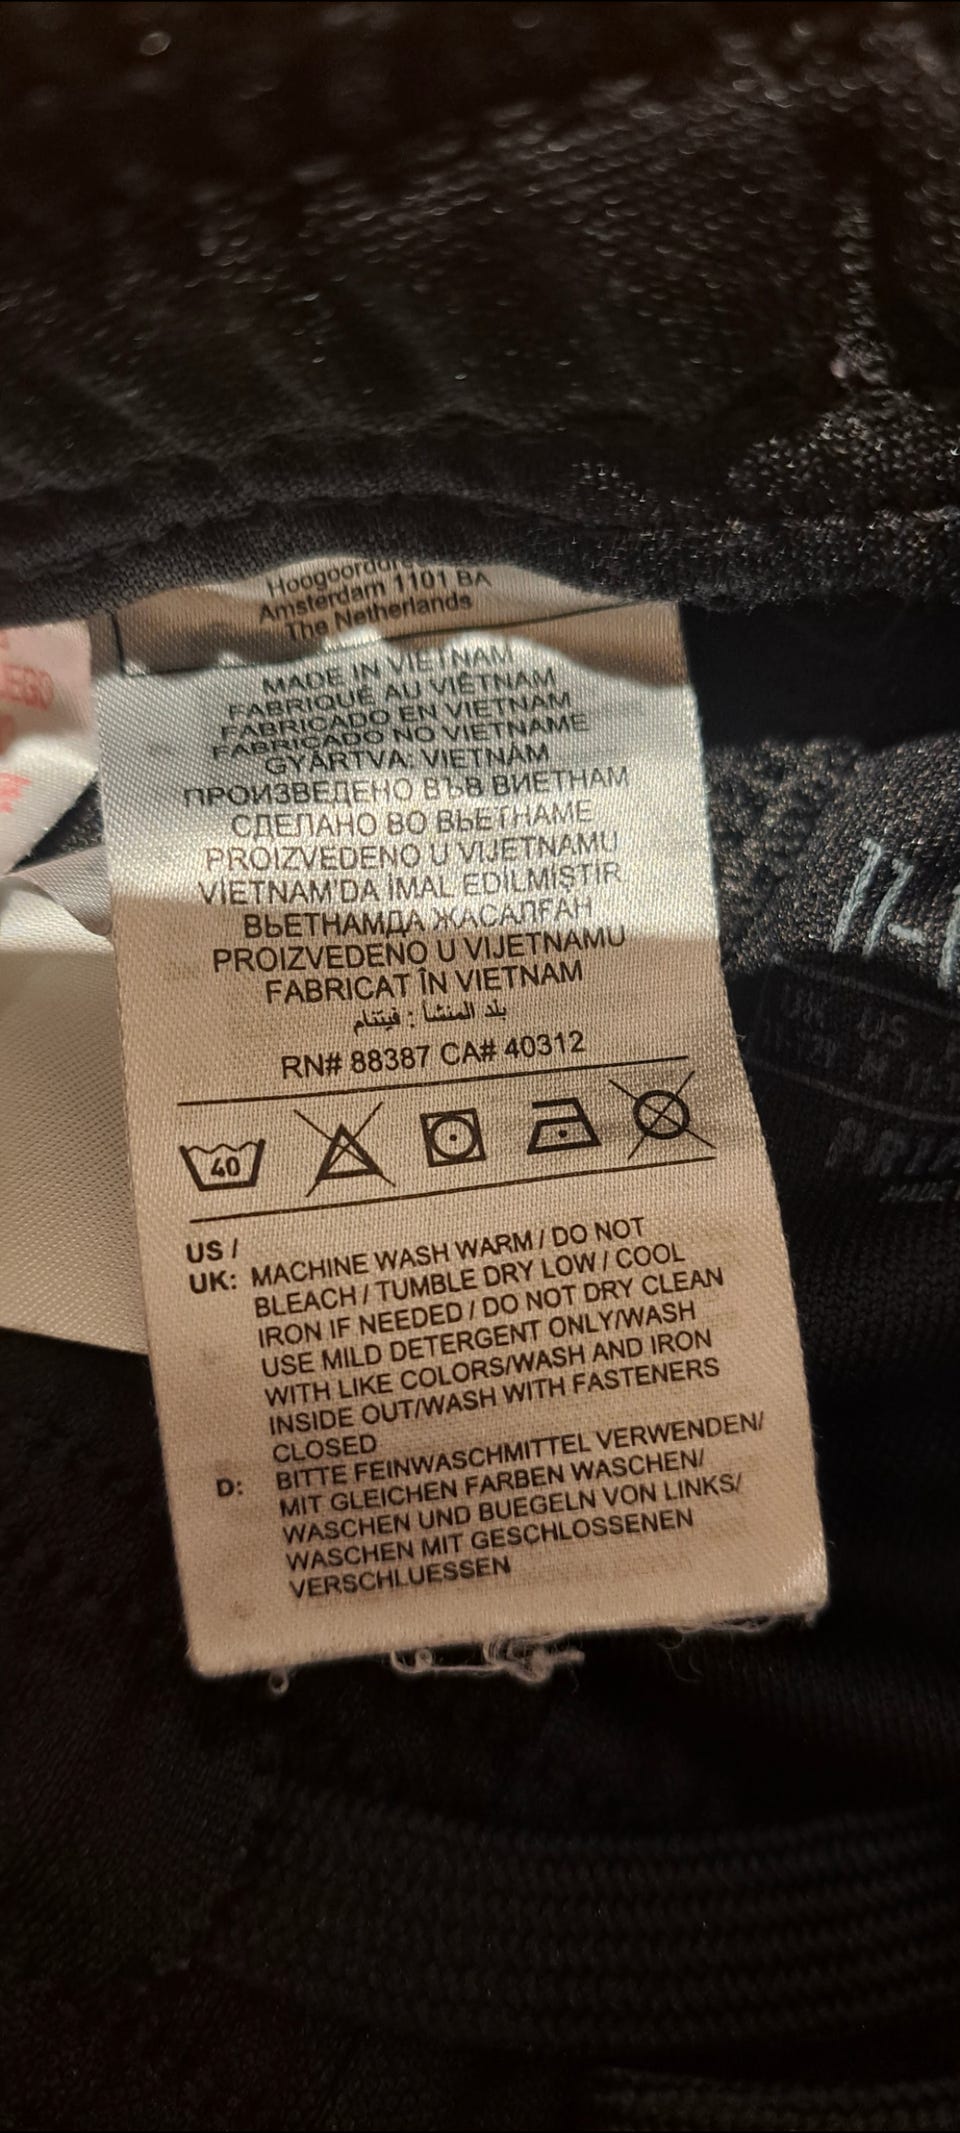 Amsterdam 1101 BA
The Netherlands
MADE IN VIETNAM
FABRIQUÉ AU VIÊTNAM
FABRICADO EN VIETNAM
FABRICADO NO VIETNAME
GYÁRTVA: VIETNÁM
ПРОИЗВЕДЕНО ВЪВ ВИЕТНАМ
СДЕЛАНО ВО ВЬЕТНАМЕ
PROIZVEDENO U VIJETNAMU
VİETNAM'DA İMAL EDİLMİŞTİR
ВЬЕТНАМДА ЖАСАЛҒАН
PROIZVEDENO U VIJETNAMU
FABRICAT ÎN VIETNAM
بلد المنشأ : فيتنام
RN# 88387 CA# 40312
40
US /
UK: MACHINE WASH WARM / DO NOT
BLEACH / TUMBLE DRY LOW / COOL
IRON IF NEEDED / DO NOT DRY CLEAN
USE MILD DETERGENT ONLY/WASH
WITH LIKE COLORS/WASH AND IRON
INSIDE OUT/WASH WITH FASTENERS
CLOSED
D: BITTE FEINWASCHMITTEL VERWENDEN/
MIT GLEICHEN FARBEN WASCHEN/
WASCHEN UND BUEGELN VON LINKS/
WASCHEN MIT GESCHLOSSENEN
VERSCHLUESSEN
11-1
UK US